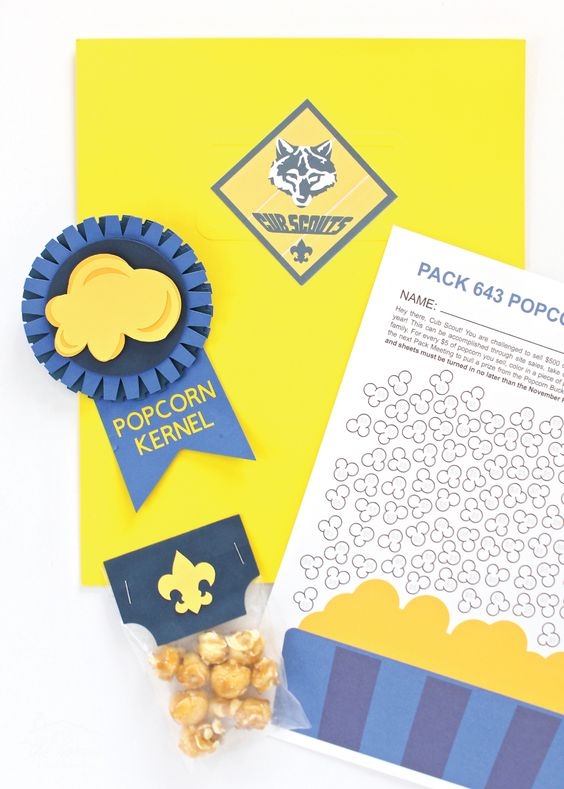 CUB SCOUTS
POPCORN
KERNEL
PACK 643 POPCO
NAME:
Hey there, Cub Scout! You are challenged to sell $500
year! This can be accomplished through site sales, take
family. For every $5 of popcorn you sell, color in a piece of
the next Pack Meeting to pull a prize from the Popcorn Buck
and sheets must be turned in no later than the November